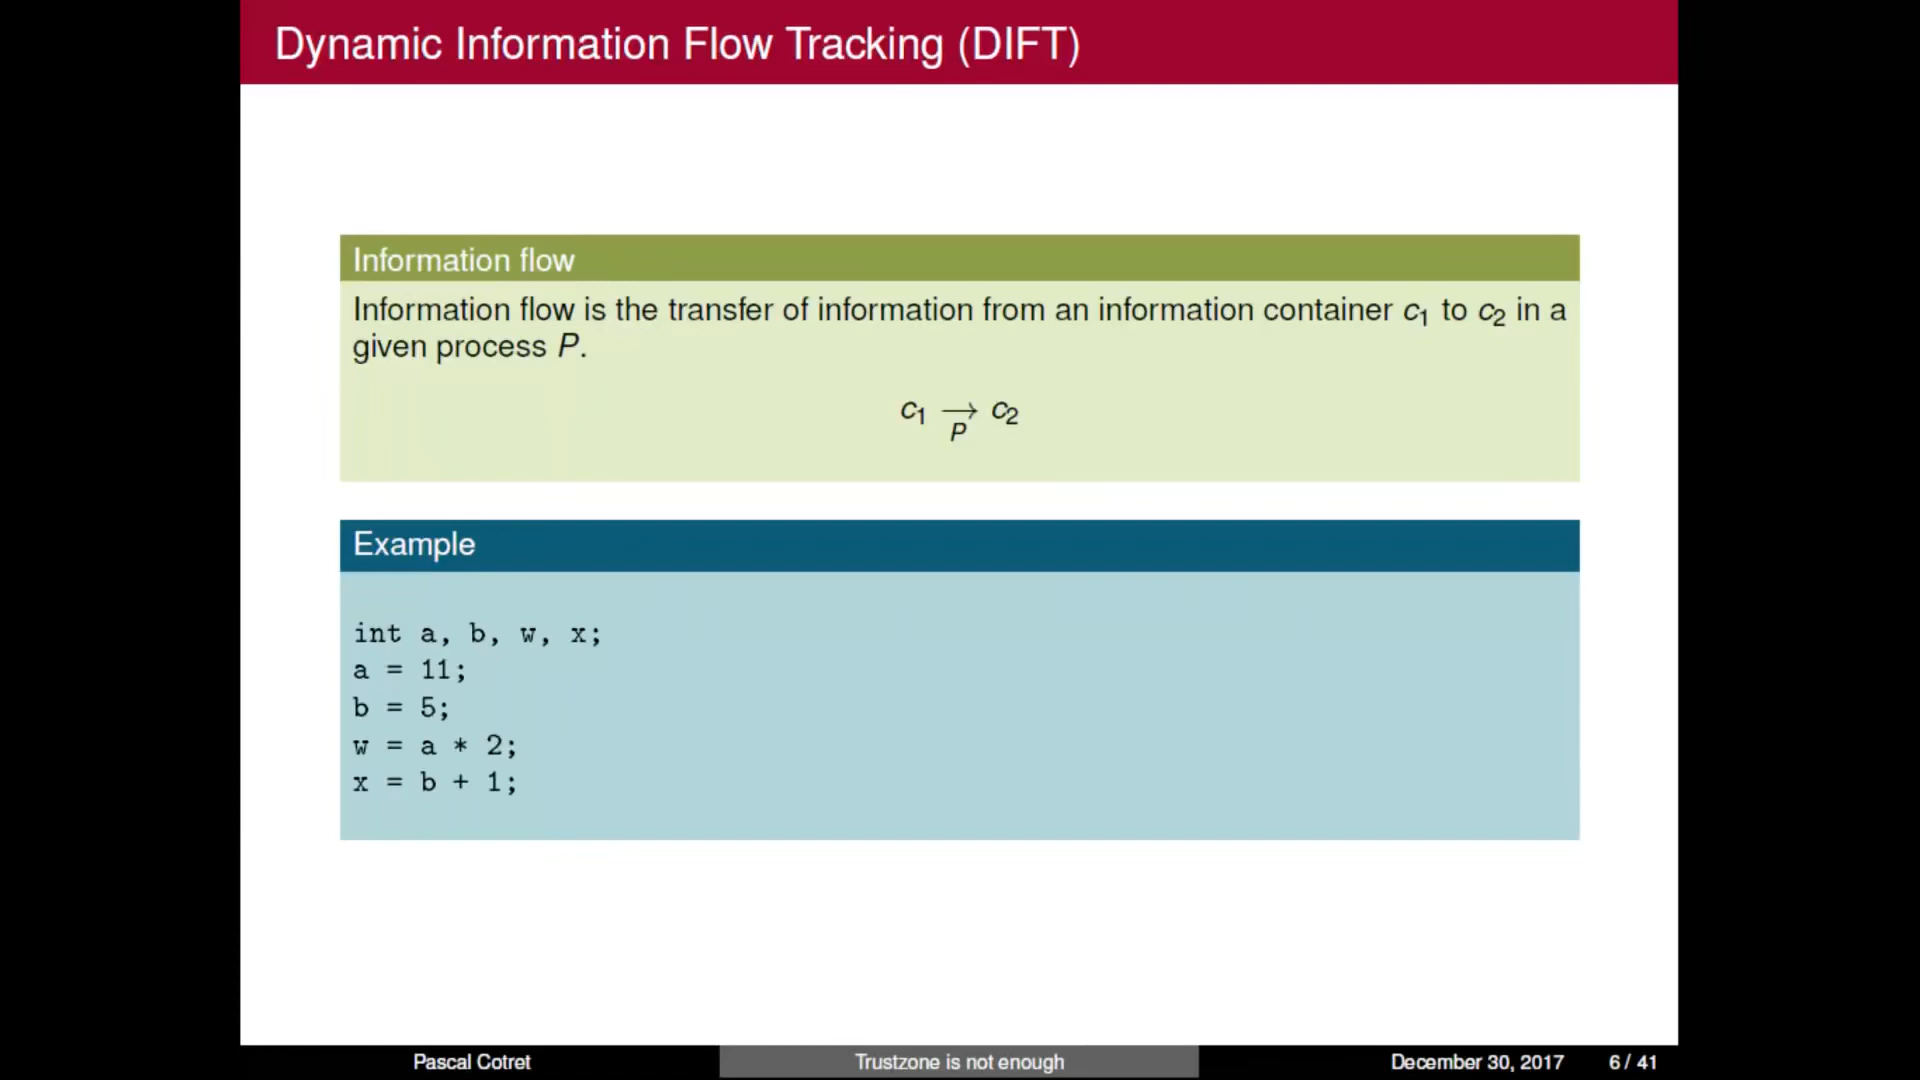 Dynamic Information Flow Tracking (DIFT)
Information flow
Information flow is the transfer of information from an information container c₁ to c₂ in a
given process P.
c₁ → c₂
P
Example
int a, b, w, x;
a = 11;
b = 5;
w = a * 2;
x = b + 1;
Pascal Cotret
Trustzone is not enough
December 30, 2017
6 / 41